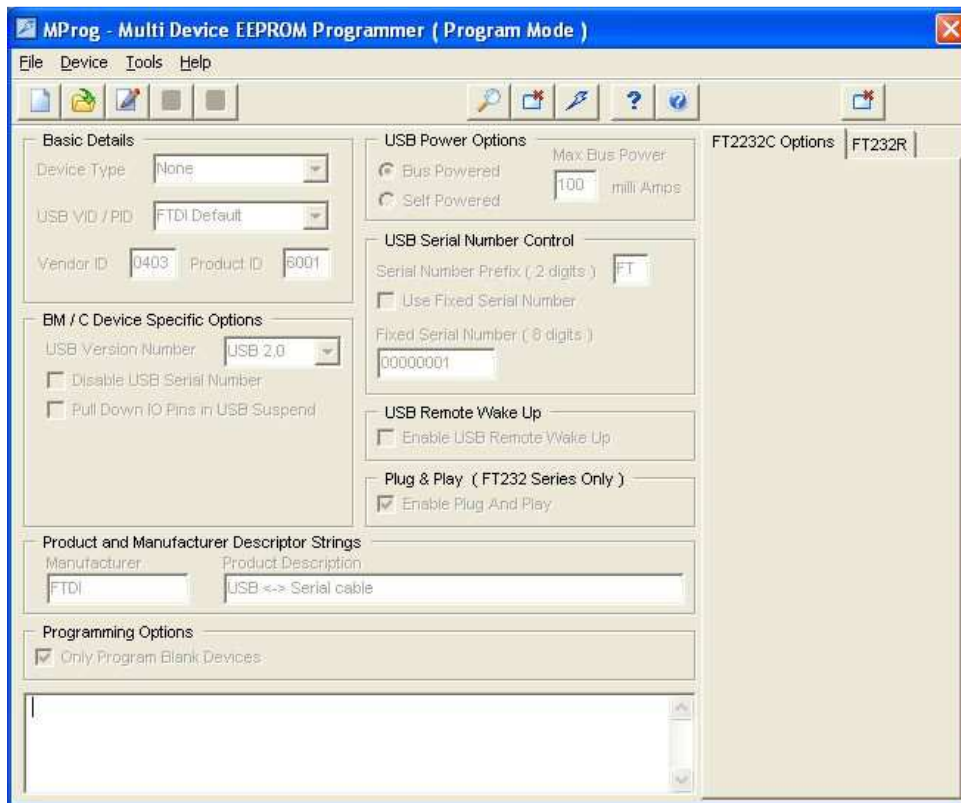 MProg - Multi Device EEPROM Programmer ( Program Mode )
File Device Tools Help
Basic Details
Device Type None
USB VID / PID FTDI Default
Vendor ID 0403 Product ID 6001
BM / C Device Specific Options
USB Version Number USB 2.0
Disable USB Serial Number
Pull Down IO Pins in USB Suspend
USB Power Options
Bus Powered
Self Powered
Max Bus Power
100 milli Amps
USB Serial Number Control
Serial Number Prefix ( 2 digits ) FT
Use Fixed Serial Number
Fixed Serial Number ( 8 digits )
00000001
USB Remote Wake Up
Enable USB Remote Wake Up
Plug & Play ( FT232 Series Only )
Enable Plug And Play
FT2232C Options FT232R
Product and Manufacturer Descriptor Strings
Manufacturer Product Description
FTDI USB <-> Serial cable
Programming Options
Only Program Blank Devices